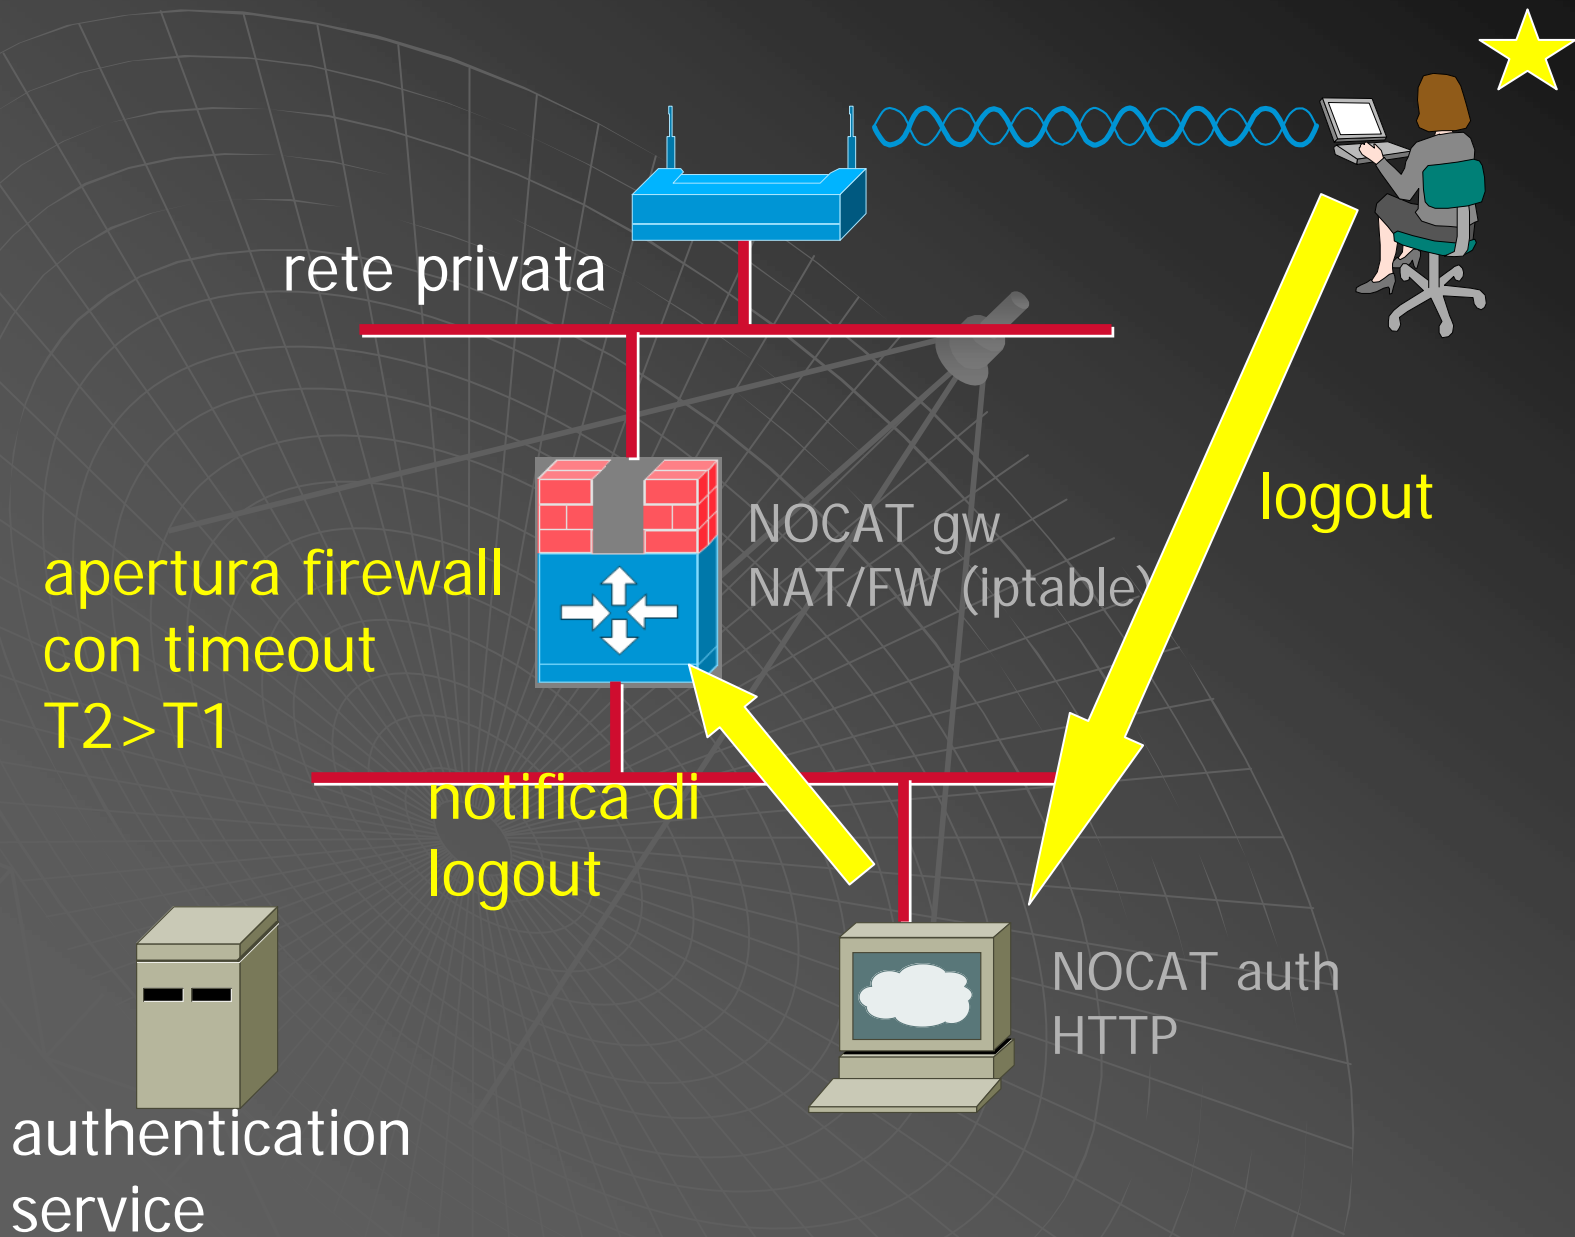 rete privata
NOCAT gw
NAT/FW (iptable)
logout
apertura firewall
con timeout
T2>T1
notifica di
logout
NOCAT auth
HTTP
authentication
service